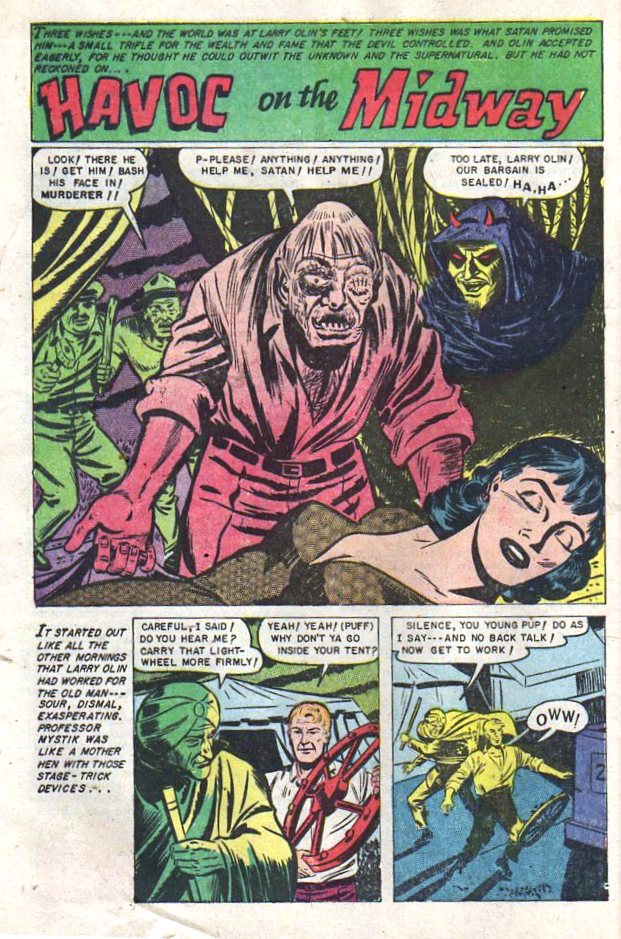 THREE WISHES---AND THE WORLD WAS AT LARRY OLIN'S FEET! THREE WISHES WAS WHAT SATAN PROMISED
HIM---A SMALL TRIFLE FOR THE WEALTH AND FAME THAT THE DEVIL CONTROLLED. AND OLIN ACCEPTED
EAGERLY, FOR HE THOUGHT HE COULD OUTWIT THE UNKNOWN AND THE SUPERNATURAL. BUT HE HAD NOT
RECKONED ON....
HAVOC on the Midway
LOOK! THERE HE
IS! GET HIM! BASH
HIS FACE IN!
MURDERER!!
P-PLEASE! ANYTHING! ANYTHING!
HELP ME, SATAN! HELP ME!!
TOO LATE, LARRY OLIN!
OUR BARGAIN IS
SEALED! HA, HA...
IT STARTED OUT
LIKE ALL THE
OTHER MORNINGS
THAT LARRY OLIN
HAD WORKED FOR
THE OLD MAN---
SOUR, DISMAL,
EXASPERATING.
PROFESSOR
MYSTIK WAS
LIKE A MOTHER
HEN WITH THOSE
STAGE-TRICK
DEVICES...
CAREFUL, I SAID!
DO YOU HEAR ME?
CARRY THAT LIGHT-
WHEEL MORE FIRMLY!
YEAH! YEAH! (PUFF)
WHY DON'T YA GO
INSIDE YOUR TENT?
SILENCE, YOU YOUNG PUP! DO AS
I SAY---AND NO BACK TALK!
NOW GET TO WORK!
OWW!
2